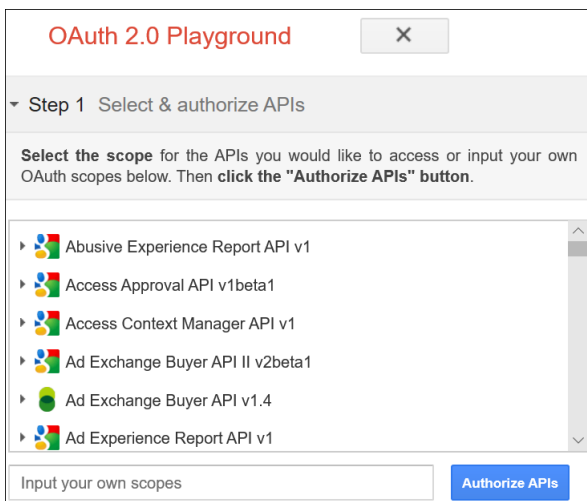 OAuth 2.0 Playground
Step 1 Select & authorize APIs
Select the scope for the APIs you would like to access or input your own
OAuth scopes below. Then click the "Authorize APIs" button.
Abusive Experience Report API v1
Access Approval API v1beta1
Access Context Manager API v1
Ad Exchange Buyer API II v2beta1
Ad Exchange Buyer API v1.4
Ad Experience Report API v1
Input your own scopes Authorize APIs